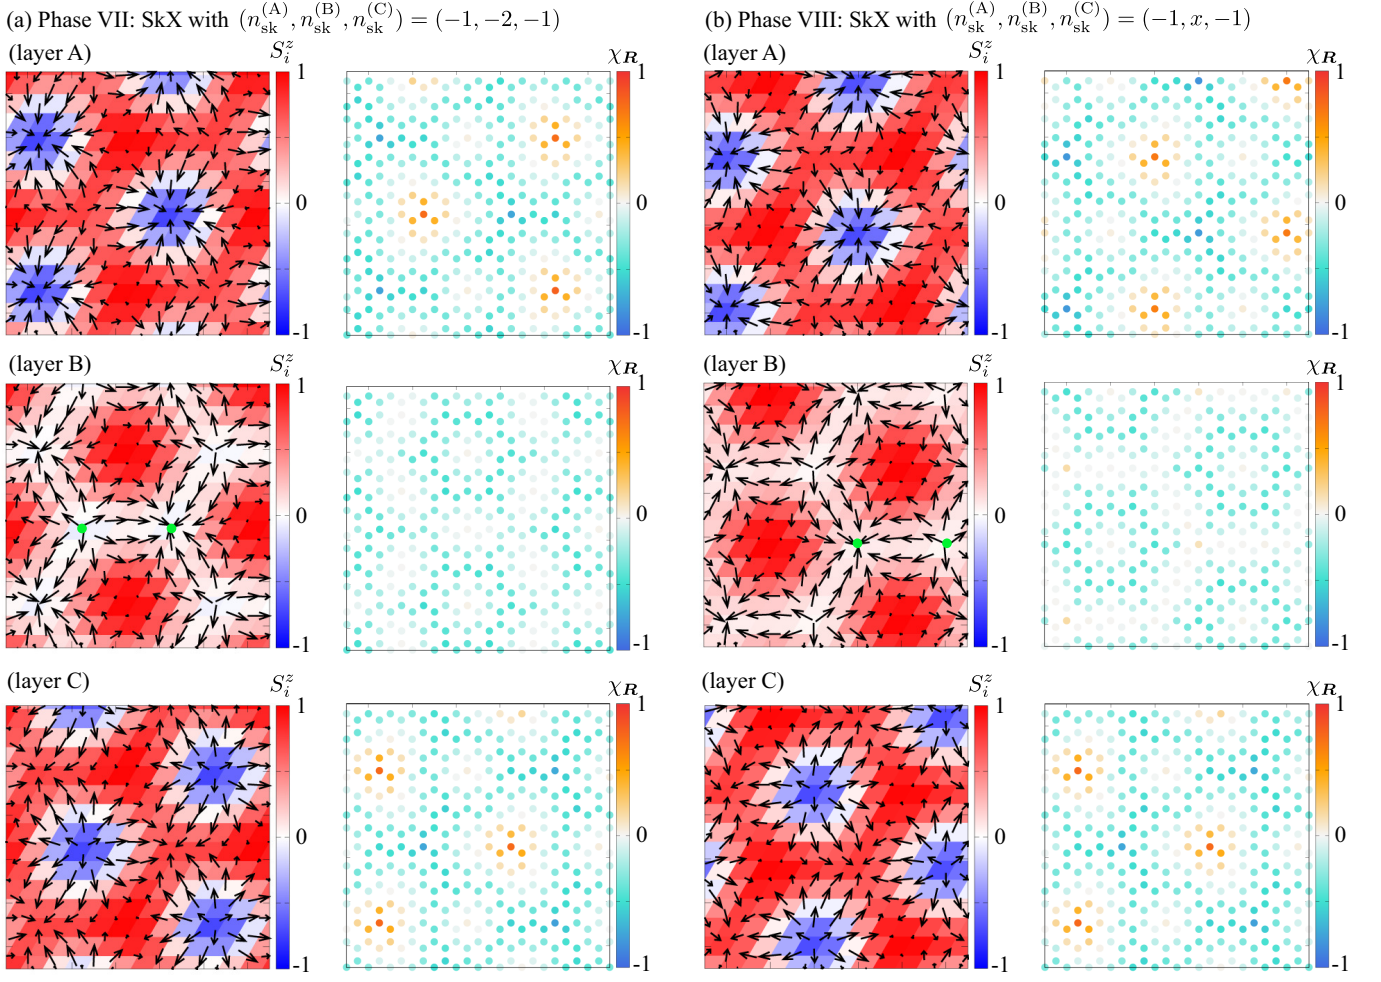 (a) Phase VII: SkX with (n_sk^(A), n_sk^(B), n_sk^(C)) = (−1, −2, −1)
(layer A) S_i^z χ_R
1 1
0 0
-1 -1
(layer B) S_i^z χ_R
1 1
0 0
-1 -1
(layer C) S_i^z χ_R
1 1
0 0
-1 -1
(b) Phase VIII: SkX with (n_sk^(A), n_sk^(B), n_sk^(C)) = (−1, x, −1)
(layer A) S_i^z χ_R
1 1
0 0
-1 -1
(layer B) S_i^z χ_R
1 1
0 0
-1 -1
(layer C) S_i^z χ_R
1 1
0 0
-1 -1